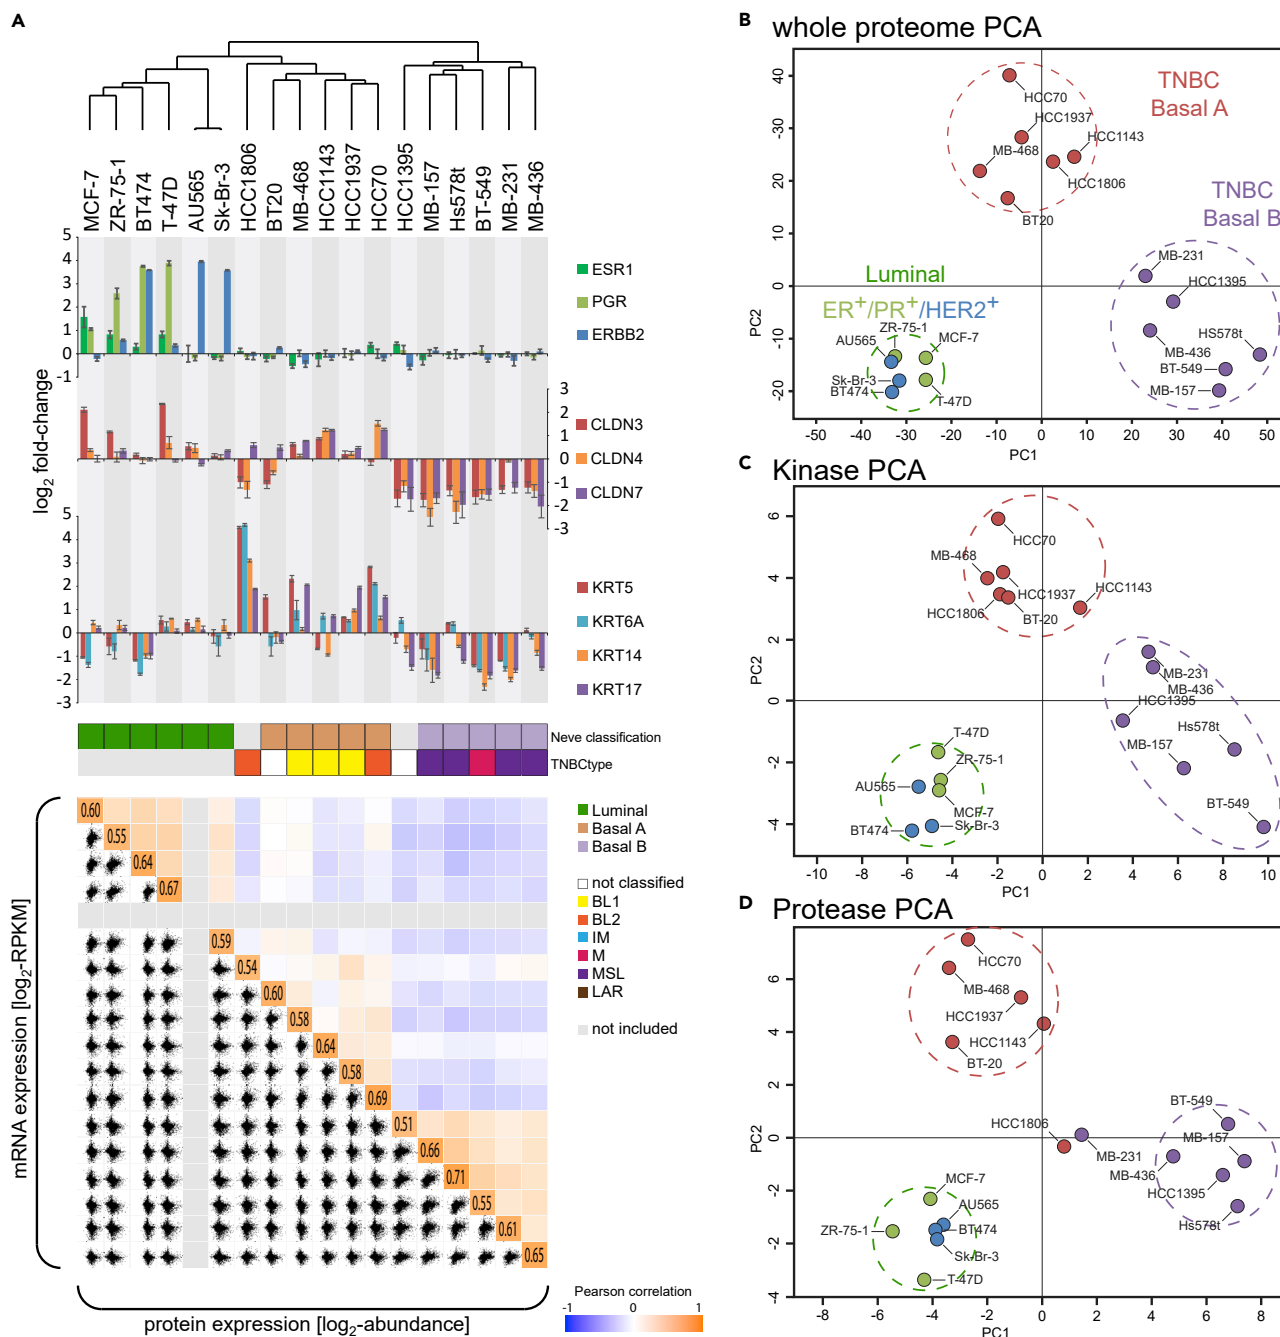 A
MCF-7
ZR-75-1
BT474
T-47D
AU565
Sk-Br-3
HCC1806
BT20
MB-468
HCC1143
HCC1937
HCC70
HCC1395
MB-157
Hs578t
BT-549
MB-231
MB-436
log2 fold-change
5
4
3
2
1
0
-1
ESR1
PGR
ERBB2
3
2
1
0
-1
-2
-3
CLDN3
CLDN4
CLDN7
5
4
3
2
1
0
-1
-2
-3
KRT5
KRT6A
KRT14
KRT17
Neve classification
TNBCtype
Luminal
Basal A
Basal B
not classified
BL1
BL2
IM
M
MSL
LAR
not included
mRNA expression [log2-RPKM]
0.60
0.55
0.64
0.67
0.59
0.54
0.60
0.58
0.64
0.58
0.69
0.51
0.66
0.71
0.55
0.61
0.65
protein expression [log2-abundance]
Pearson correlation
-1 0 1
B
whole proteome PCA
TNBC
Basal A
TNBC
Basal B
Luminal
ER+/PR+/HER2+
HCC70
HCC1937
HCC1143
MB-468
HCC1806
BT20
MB-231
HCC1395
MB-436
HS578t
BT-549
MB-157
ZR-75-1
AU565
MCF-7
Sk-Br-3
BT474
T-47D
40
-30
20
10
0
-10
-20
PC2
-50 -40 -30 -20 -10 0 10 20 30 40 50
PC1
C
Kinase PCA
HCC70
MB-468
HCC1937
HCC1143
HCC1806
BT-20
MB-231
MB-436
HCC1395
Hs578t
MB-157
BT-549
T-47D
ZR-75-1
AU565
MCF-7
BT474
Sk-Br-3
6
4
2
0
-2
-4
PC2
-10 -8 -6 -4 -2 0 2 4 6 8 10
PC1
D
Protease PCA
HCC70
MB-468
HCC1937
HCC1143
BT-20
HCC1806
MB-231
BT-549
MB-157
MB-436
HCC1395
Hs578t
MCF-7
AU565
ZR-75-1
BT474
Sk-Br-3
T-47D
6
4
2
0
-2
-2
-4
PC2
-8 -6 -4 -2 0 2 4 6 8
PC1